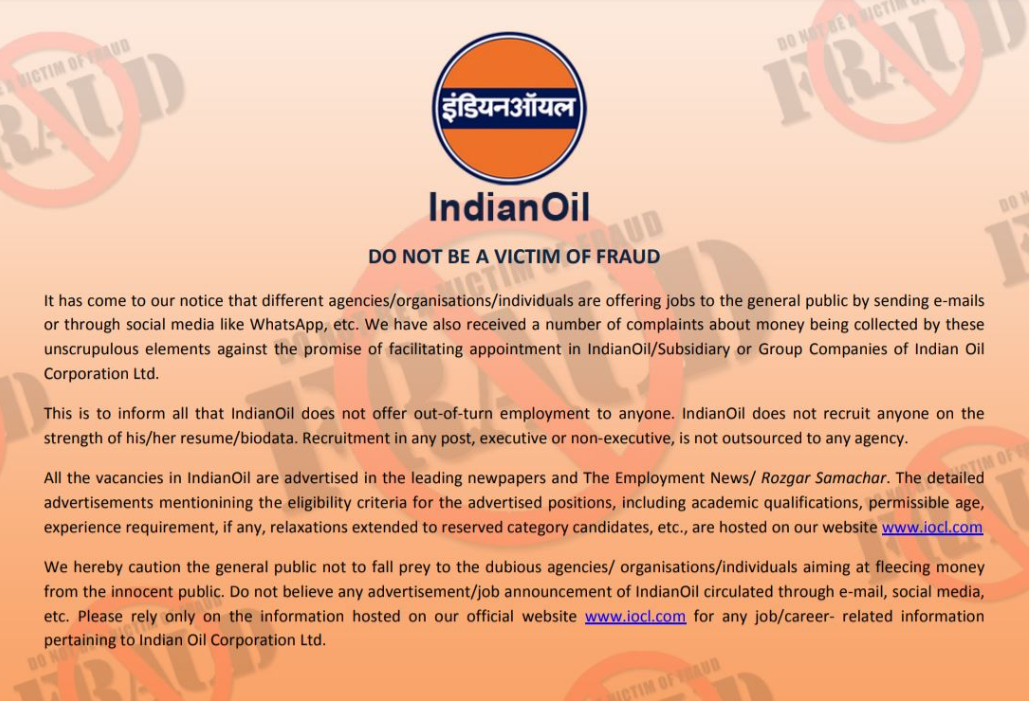 DO NOT BE A VICTIM OF FRAUD
FRAUD
इंडियनऑयल
IndianOil
DO NOT BE A VICTIM OF FRAUD
It has come to our notice that different agencies/organisations/individuals are offering jobs to the general public by sending e-mails
or through social media like WhatsApp, etc. We have also received a number of complaints about money being collected by these
unscrupulous elements against the promise of facilitating appointment in IndianOil/Subsidiary or Group Companies of Indian Oil
Corporation Ltd.
This is to inform all that IndianOil does not offer out-of-turn employment to anyone. IndianOil does not recruit anyone on the
strength of his/her resume/biodata. Recruitment in any post, executive or non-executive, is not outsourced to any agency.
All the vacancies in IndianOil are advertised in the leading newpapers and The Employment News/ Rozgar Samachar. The detailed
advertisements mentionining the eligibility criteria for the advertised positions, including academic qualifications, permissible age,
experience requirement, if any, relaxations extended to reserved category candidates, etc., are hosted on our website www.iocl.com
We hereby caution the general public not to fall prey to the dubious agencies/ organisations/individuals aiming at fleecing money
from the innocent public. Do not believe any advertisement/job announcement of IndianOil circulated through e-mail, social media,
etc. Please rely only on the information hosted on our official website www.iocl.com for any job/career- related information
pertaining to Indian Oil Corporation Ltd.